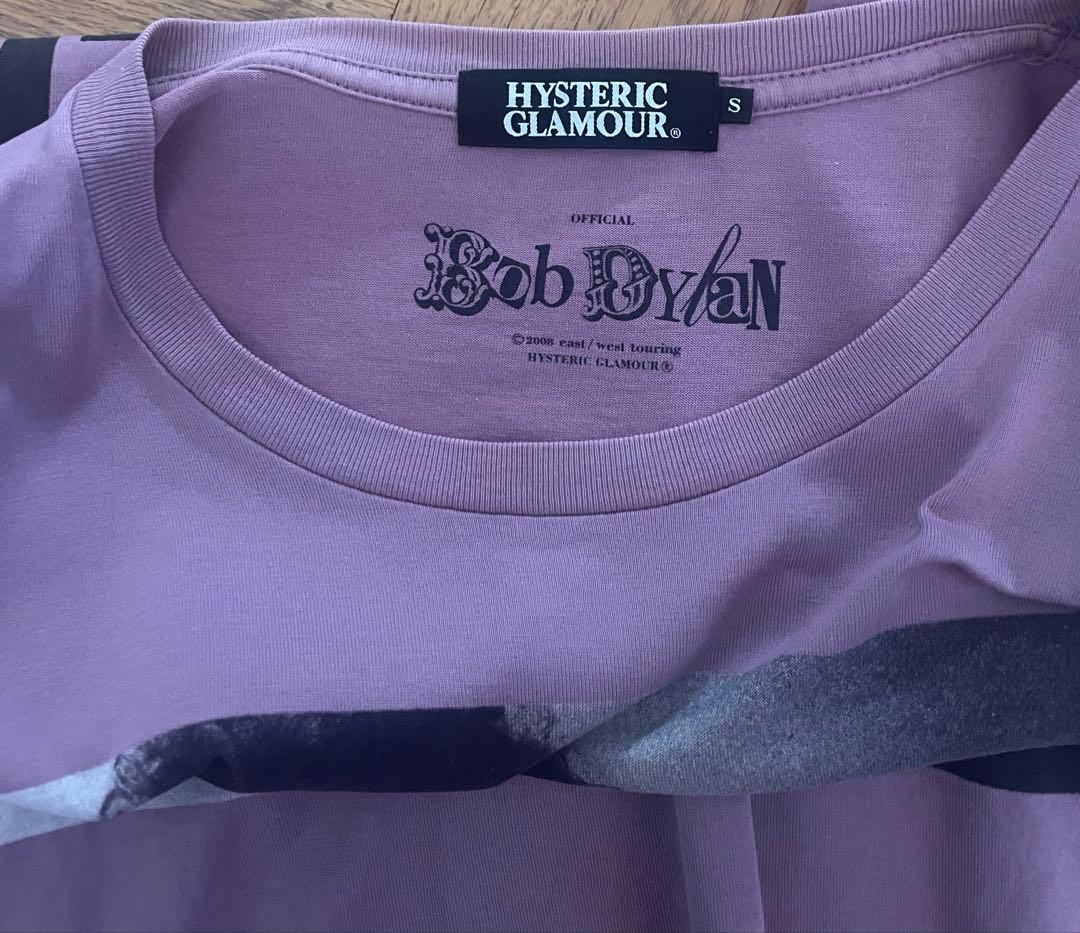 HYSTERIC
GLAMOUR®
S
OFFICIAL
Bob DylaN
©2008 east/west touring
HYSTERIC GLAMOUR®